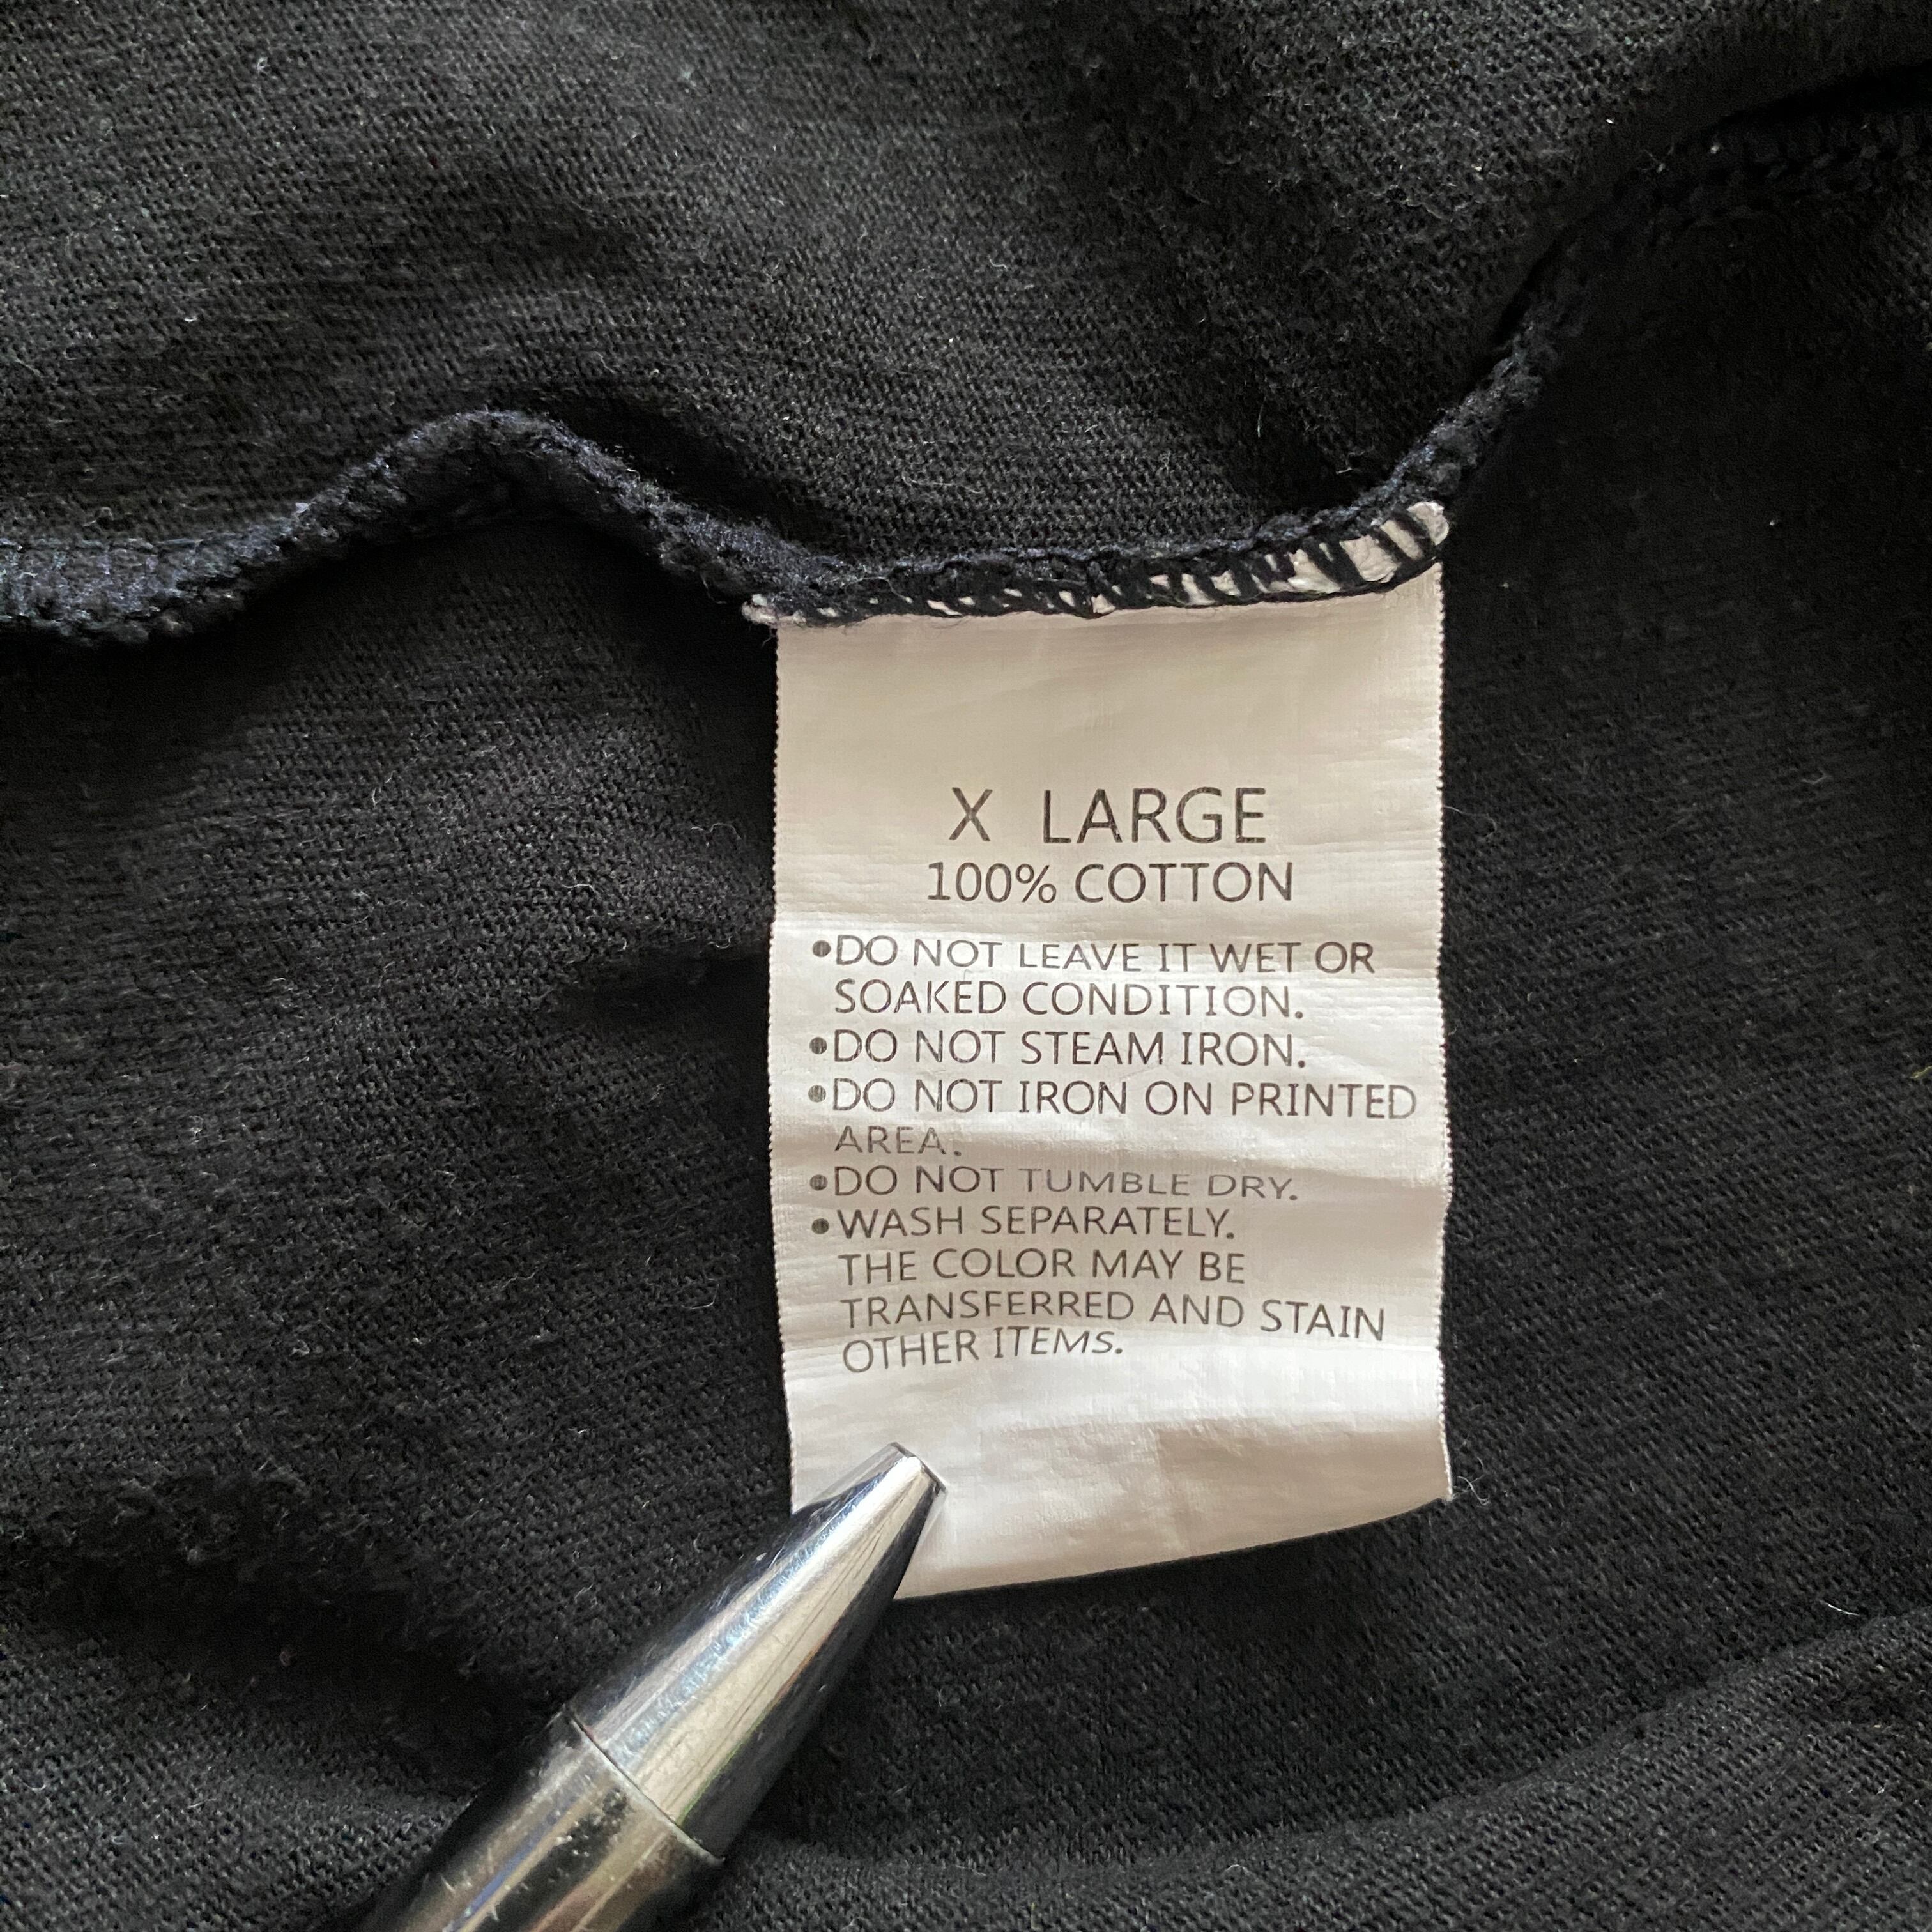 X LARGE
100% COTTON
•DO NOT LEAVE IT WET OR
SOAKED CONDITION.
•DO NOT STEAM IRON.
•DO NOT IRON ON PRINTED
AREA.
•DO NOT TUMBLE DRY.
•WASH SEPARATELY.
THE COLOR MAY BE
TRANSFERRED AND STAIN
OTHER ITEMS.